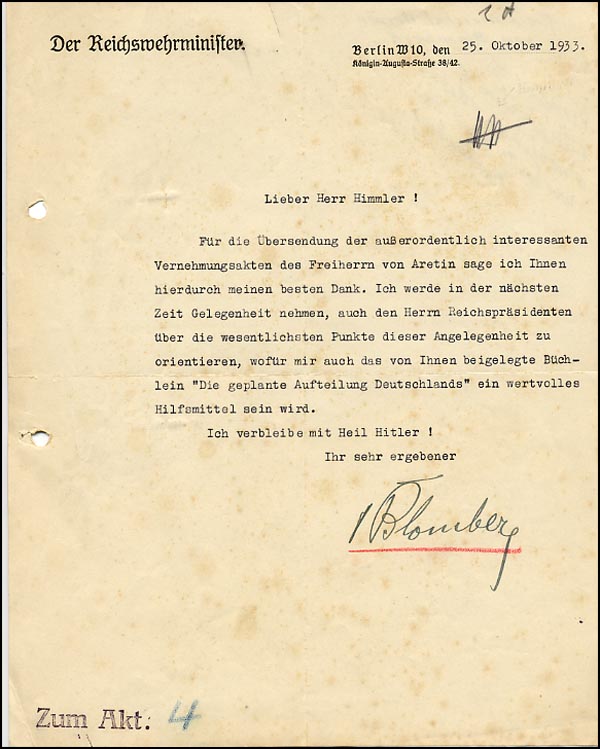 Der Reichswehrminister.
Berlin W10, den 25. Oktober 1933.
Königin-Augusta-Straße 38/42.
Lieber Herr Himmler !
Für die Übersendung der außerordentlich interessanten
Vernehmungsakten des Freiherrn von Aretin sage ich Ihnen
hierdurch meinen besten Dank. Ich werde in der nächsten
Zeit Gelegenheit nehmen, auch den Herrn Reichspräsidenten
über die wesentlichsten Punkte dieser Angelegenheit zu
orientieren, wofür mir auch das von Ihnen beigelegte Büch-
lein "Die geplante Aufteilung Deutschlands" ein wertvolles
Hilfsmittel sein wird.
Ich verbleibe mit Heil Hitler !
Ihr sehr ergebener
Blomberg
Zum Akt: 4